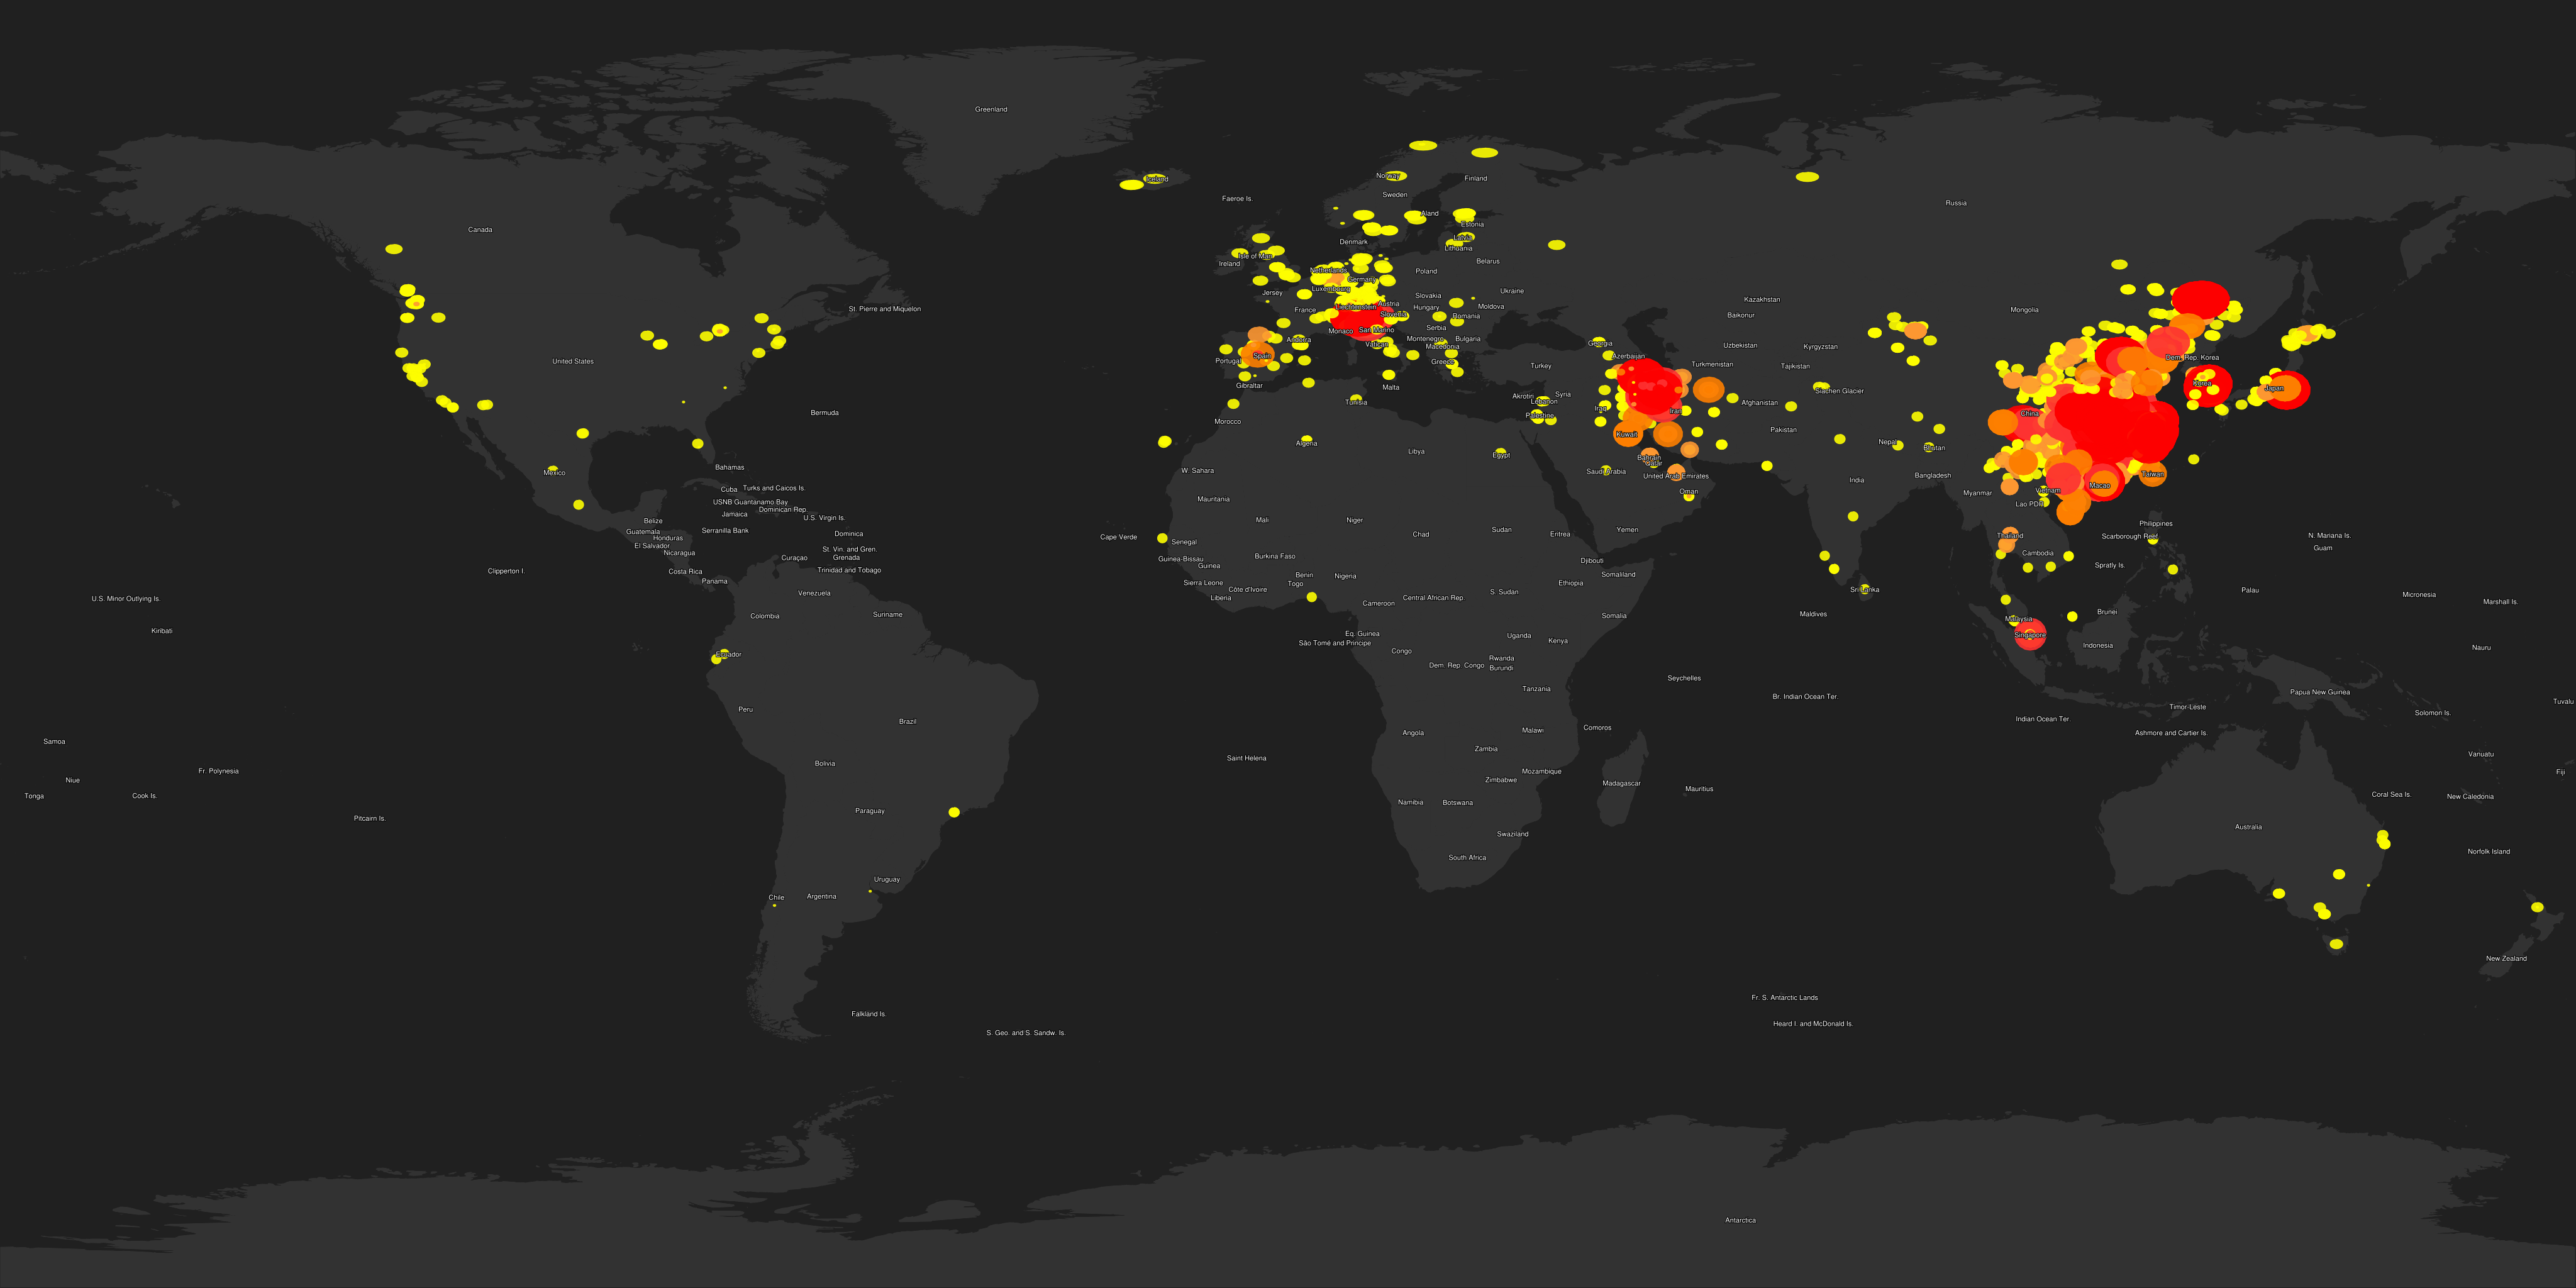 Greenland
Iceland
Norway
Finland
Sweden
Faeroe Is.
Russia
Canada
Aland
Estonia
Latvia
Lithuania
Denmark
Isle of Man
Ireland
Belarus
Netherlands
Poland
Germany
Luxembourg
Jersey
Ukraine
Slovakia
Kazakhstan
Austria
Liechtenstein
Hungary
Moldova
St. Pierre and Miquelon
France
Mongolia
Slovenia
Baikonur
Romania
Serbia
Monaco
San Marino
Montenegro
Bulgaria
Andorra
Georgia
Vatican
Macedonia
Uzbekistan
Kyrgyzstan
Spain
Azerbaijan
Dem. Rep. Korea
United States
Portugal
Greece
Turkey
Turkmenistan
Tajikistan
Gibraltar
Malta
Korea
Japan
Siachen Glacier
Akrotiri
Syria
Lebanon
Tunisia
Afghanistan
Iraq
Iran
Bermuda
China
Palestine
Morocco
Pakistan
Kuwait
Algeria
Nepal
Bhutan
Libya
Egypt
Bahrain
Qatar
Bahamas
W. Sahara
Saudi Arabia
Mexico
United Arab Emirates
Taiwan
Bangladesh
India
Macao
Cuba
Turks and Caicos Is.
Vietnam
Oman
Myanmar
Mauritania
USNB Guantanamo Bay
Lao PDR
Dominican Rep.
Jamaica
U.S. Virgin Is.
Mali
Niger
Belize
Philippines
Serranilla Bank
Sudan
Yemen
Guatemala
Dominica
Chad
Eritrea
Thailand
N. Mariana Is.
Scarborough Reef
Cape Verde
Honduras
Senegal
El Salvador
Guam
St. Vin. and Gren.
Nicaragua
Cambodia
Burkina Faso
Grenada
Curaçao
Guinea-Bissau
Djibouti
Guinea
Spratly Is.
Clipperton I.
Costa Rica
Trinidad and Tobago
Benin
Nigeria
Somaliland
Panama
Sierra Leone
Togo
Ethiopia
Côte d'Ivoire
Sri Lanka
Palau
Venezuela
S. Sudan
Micronesia
U.S. Minor Outlying Is.
Liberia
Central African Rep.
Marshall Is.
Cameroon
Brunei
Maldives
Suriname
Colombia
Somalia
Malaysia
Kiribati
Eq. Guinea
Singapore
Uganda
Kenya
São Tomé and Principe
Indonesia
Nauru
Congo
Ecuador
Rwanda
Dem. Rep. Congo
Burundi
Seychelles
Tanzania
Papua New Guinea
Br. Indian Ocean Ter.
Tuvalu
Timor-Leste
Peru
Solomon Is.
Indian Ocean Ter.
Brazil
Comoros
Malawi
Angola
Ashmore and Cartier Is.
Samoa
Zambia
Vanuatu
Saint Helena
Bolivia
Fr. Polynesia
Mozambique
Fiji
Niue
Zimbabwe
Madagascar
Mauritius
Coral Sea Is.
Tonga
Cook Is.
New Caledonia
Namibia
Botswana
Paraguay
Pitcairn Is.
Australia
Swaziland
Norfolk Island
South Africa
Uruguay
Argentina
Chile
New Zealand
Fr. S. Antarctic Lands
Falkland Is.
Heard I. and McDonald Is.
S. Geo. and S. Sandw. Is.
Antarctica